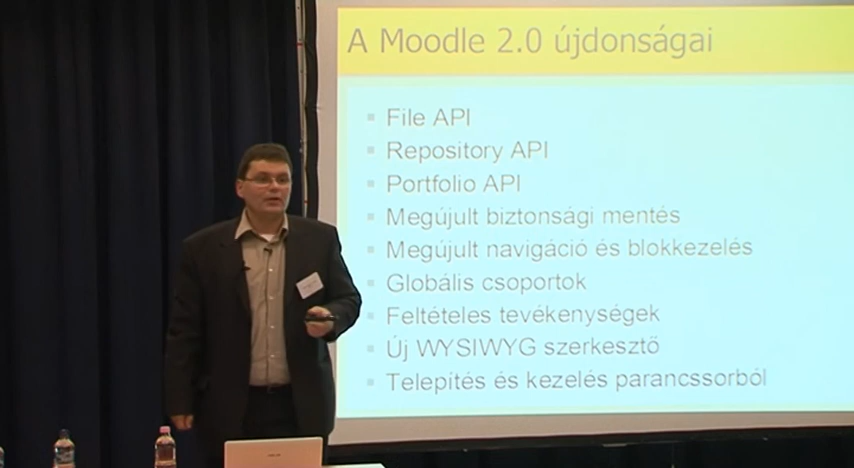 A Moodle 2.0 újdonságai
File API
Repository API
Portfolio API
Megújult biztonsági mentés
Megújult navigáció és blokkezelés
Globális csoportok
Feltételes tevékenységek
Új WYSIWYG szerkesztő
Telepítés és kezelés parancssorból